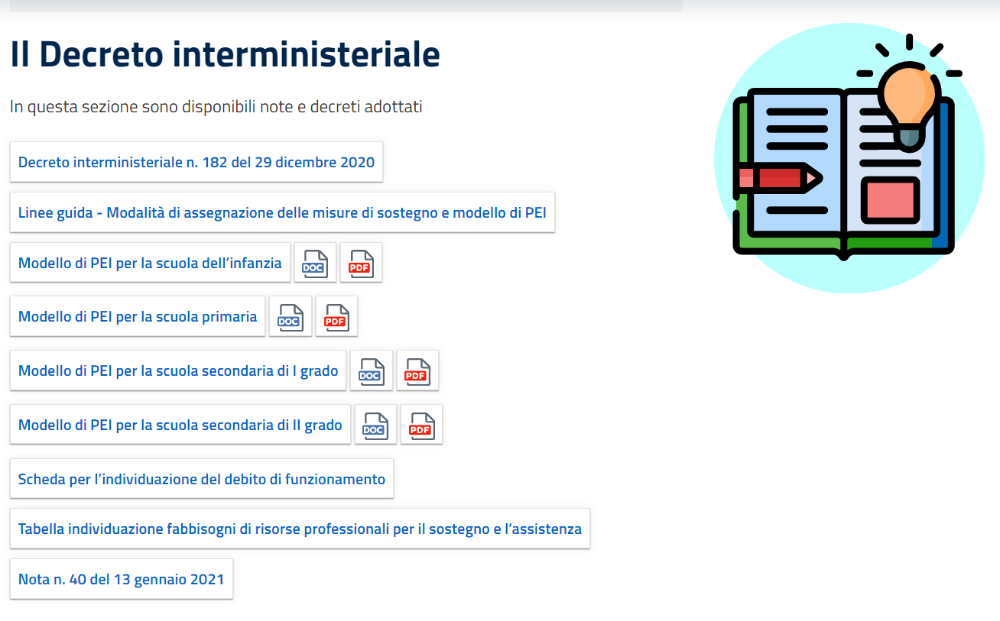 Il Decreto interministeriale
In questa sezione sono disponibili note e decreti adottati
Decreto interministeriale n. 182 del 29 dicembre 2020
Linee guida - Modalità di assegnazione delle misure di sostegno e modello di PEI
Modello di PEI per la scuola dell’infanzia DOC PDF
Modello di PEI per la scuola primaria DOC PDF
Modello di PEI per la scuola secondaria di I grado DOC PDF
Modello di PEI per la scuola secondaria di II grado DOC PDF
Scheda per l’individuazione del debito di funzionamento
Tabella individuazione fabbisogni di risorse professionali per il sostegno e l’assistenza
Nota n. 40 del 13 gennaio 2021